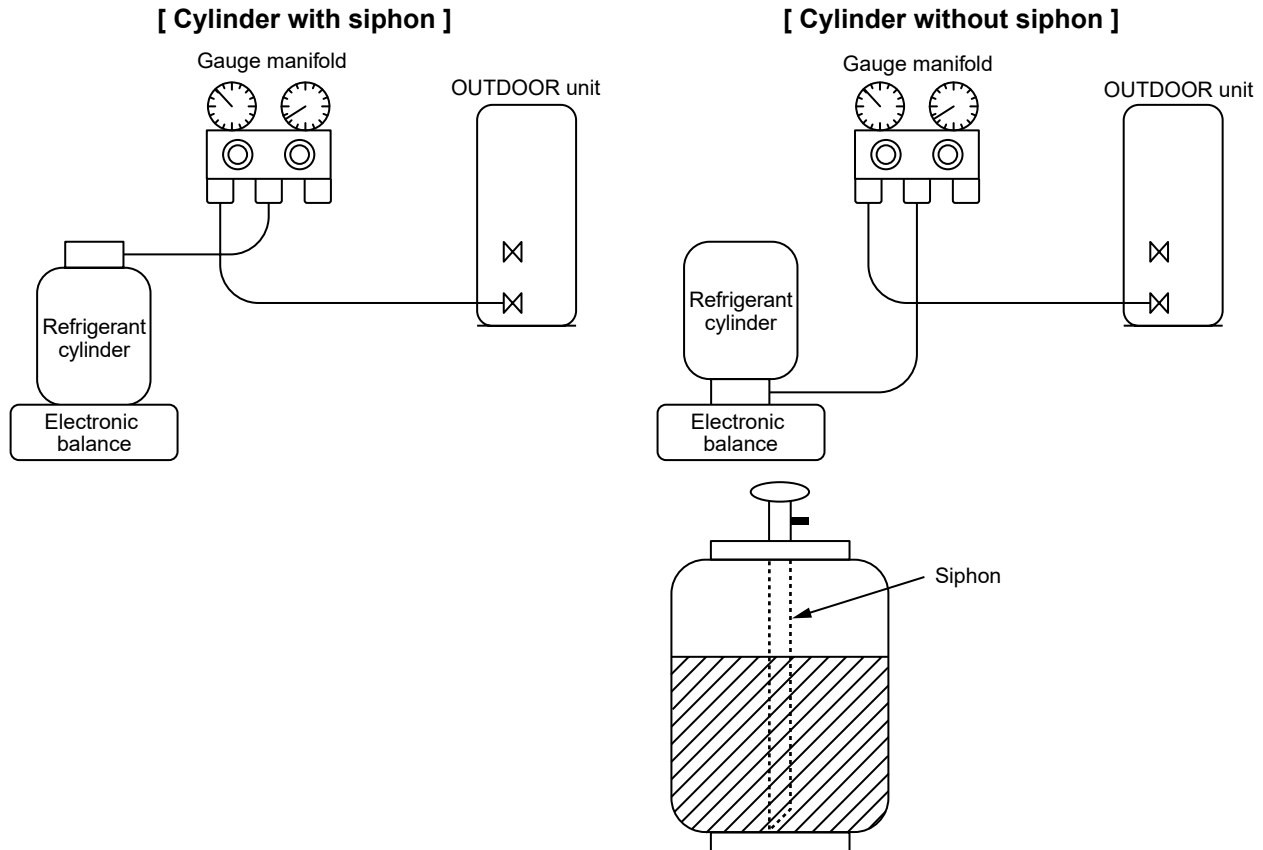 [ Cylinder with siphon ]
Gauge manifold
OUTDOOR unit
Refrigerant
cylinder
Electronic
balance
[ Cylinder without siphon ]
Gauge manifold
OUTDOOR unit
Refrigerant
cylinder
Electronic
balance
Siphon